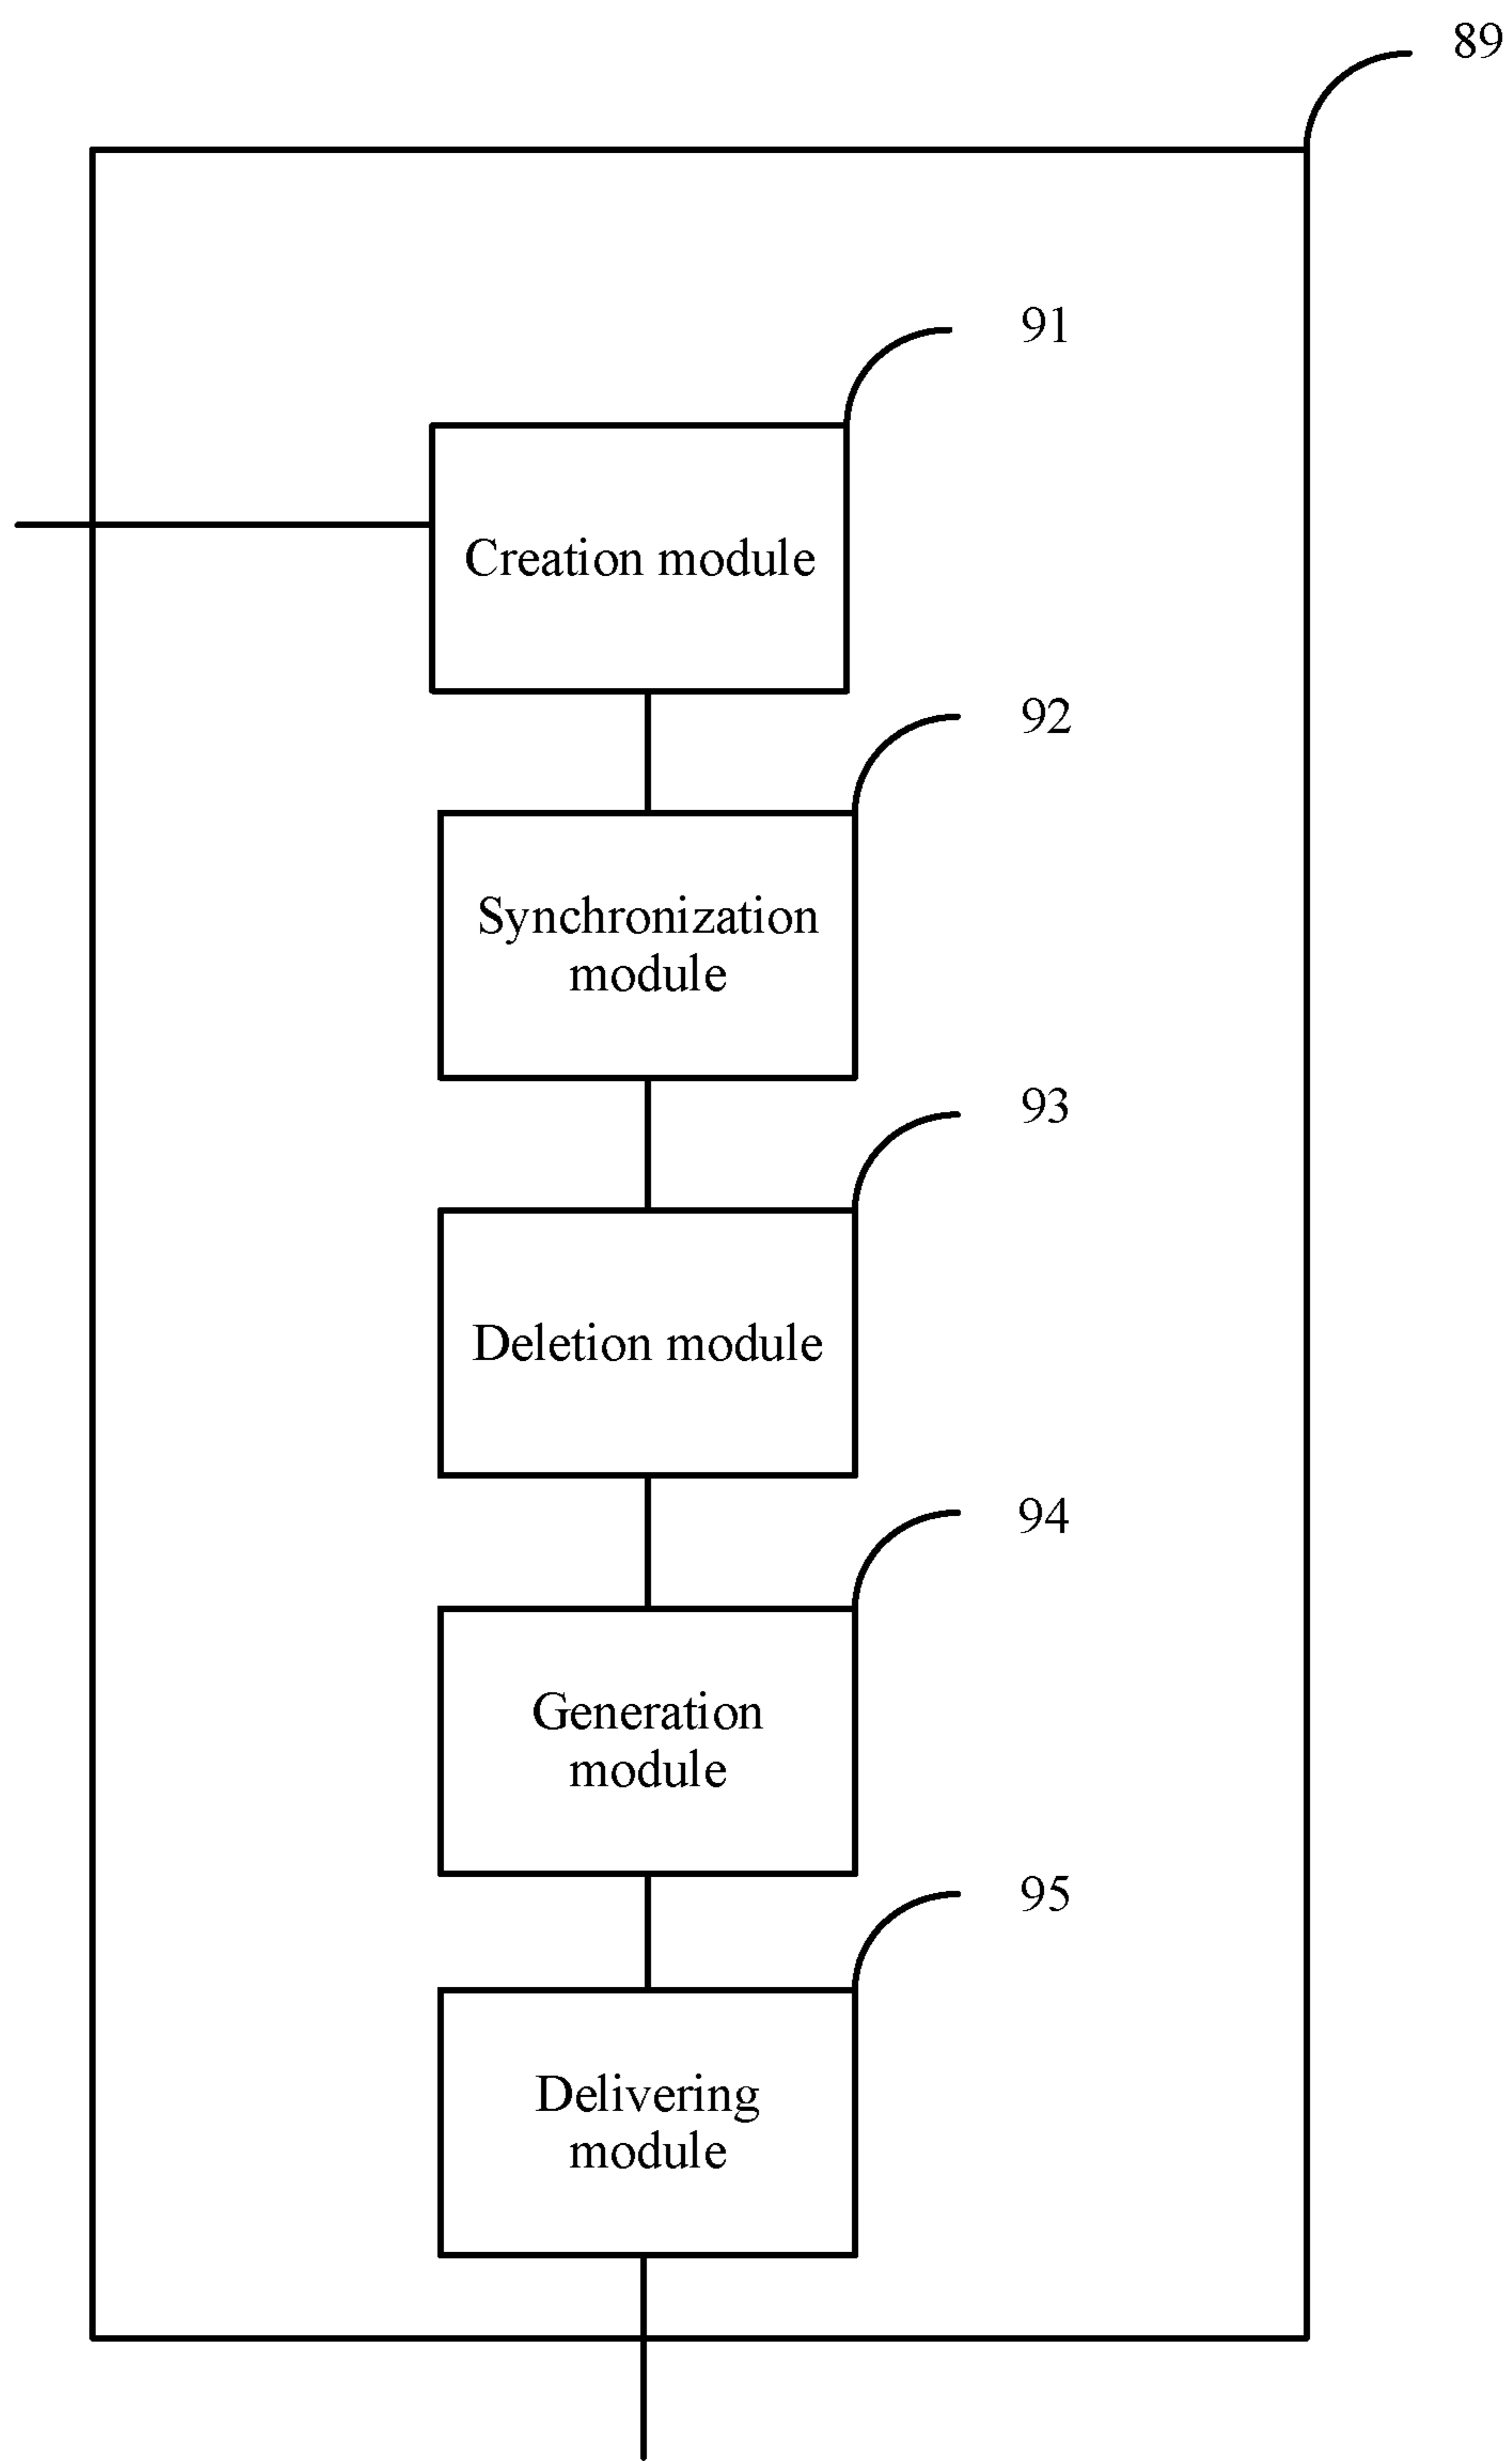 89
91
Creation module
92
Synchronization
module
93
Deletion module
94
Generation
module
95
Delivering
module